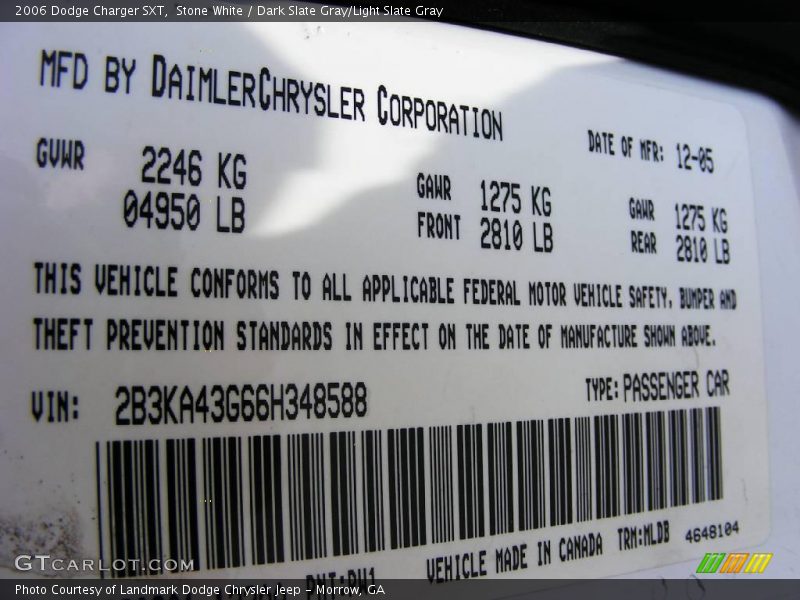 2006 Dodge Charger SXT,  Stone White / Dark Slate Gray/Light Slate Gray
MFD BY DAIMLERCHRYSLER CORPORATION
DATE OF MFR: 12-05
GVWR 2246 KG
04950 LB
GAWR 1275 KG
FRONT 2810 LB
GAWR 1275 KG
REAR 2810 LB
THIS VEHICLE CONFORMS TO ALL APPLICABLE FEDERAL MOTOR VEHICLE SAFETY, BUMPER AND
THEFT PREVENTION STANDARDS IN EFFECT ON THE DATE OF MANUFACTURE SHOWN ABOVE.
VIN: 2B3KA43G66H348588
TYPE: PASSENGER CAR
VEHICLE MADE IN CANADA TRM:MLDB 4648104
PNT:PW1
GTCARLOT.COM
Photo Courtesy of Landmark Dodge Chrysler Jeep - Morrow, GA